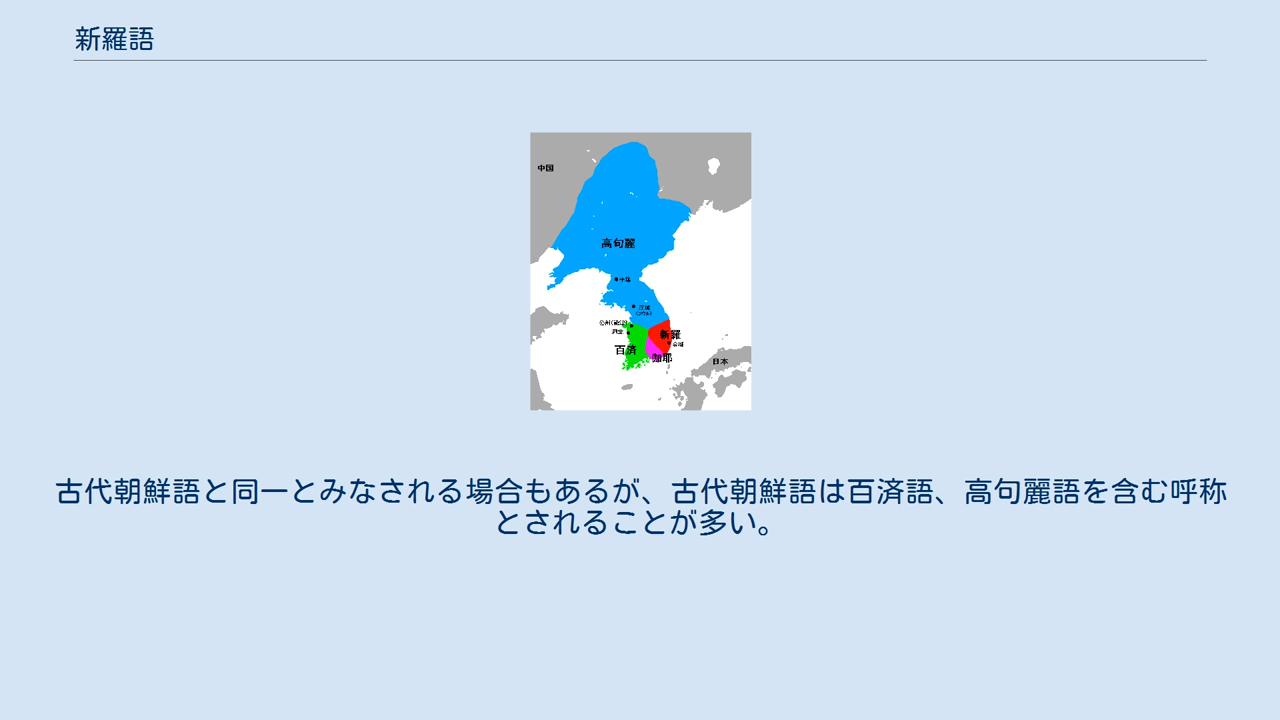 新羅語
中国
高句麗
新羅
百済
伽耶
日本
古代朝鮮語と同一とみなされる場合もあるが、古代朝鮮語は百済語、高句麗語を含む呼称
とされることが多い。